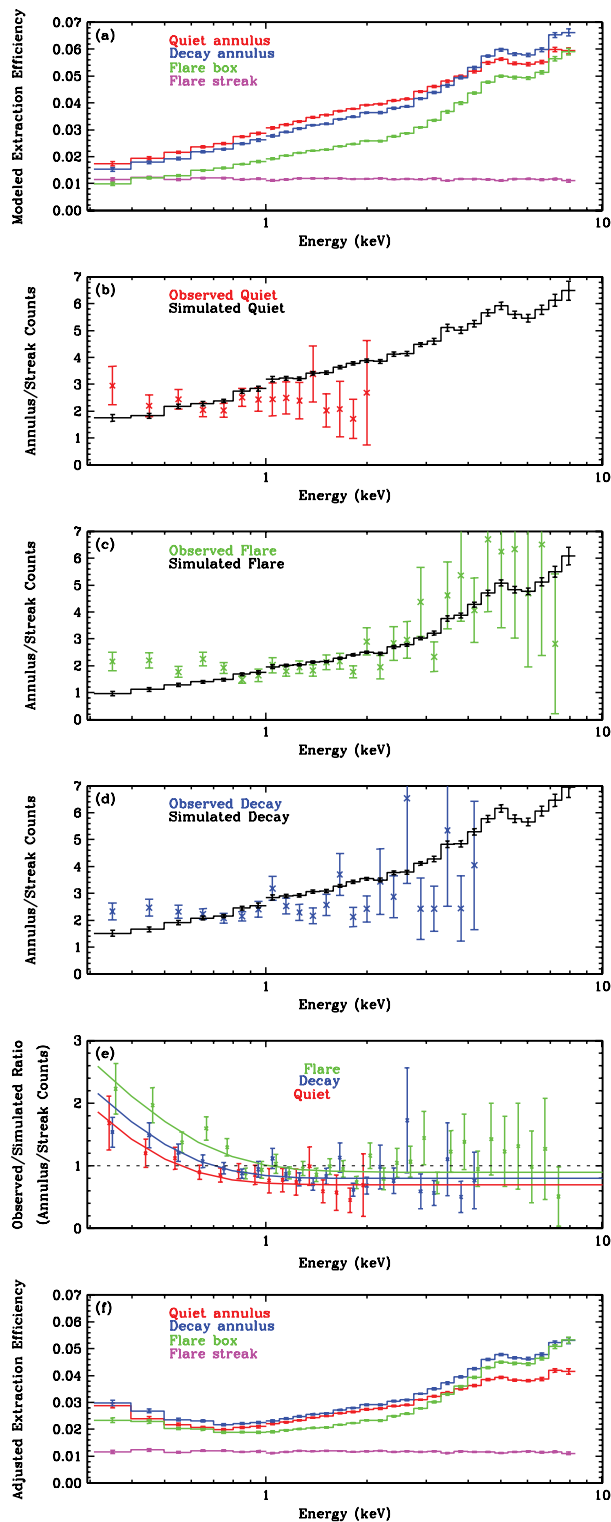 Modeled Extraction Efficiency
0.07
0.06
0.05
0.04
0.03
0.02
0.01
0.00
(a)
Quiet annulus
Decay annulus
Flare box
Flare streak
1
10
Energy (keV)
Annulus/Streak Counts
7
6
5
4
3
2
1
0
(b)
Observed Quiet
Simulated Quiet
1
10
Energy (keV)
Annulus/Streak Counts
7
6
5
4
3
2
1
0
(c)
Observed Flare
Simulated Flare
1
10
Energy (keV)
Annulus/Streak Counts
7
6
5
4
3
2
1
0
(d)
Observed Decay
Simulated Decay
1
10
Energy (keV)
Observed/Simulated Ratio
(Annulus/Streak Counts)
3
2
1
0
(e)
Flare
Decay
Quiet
1
10
Energy (keV)
Adjusted Extraction Efficiency
0.07
0.06
0.05
0.04
0.03
0.02
0.01
0.00
(f)
Quiet annulus
Decay annulus
Flare box
Flare streak
1
10
Energy (keV)